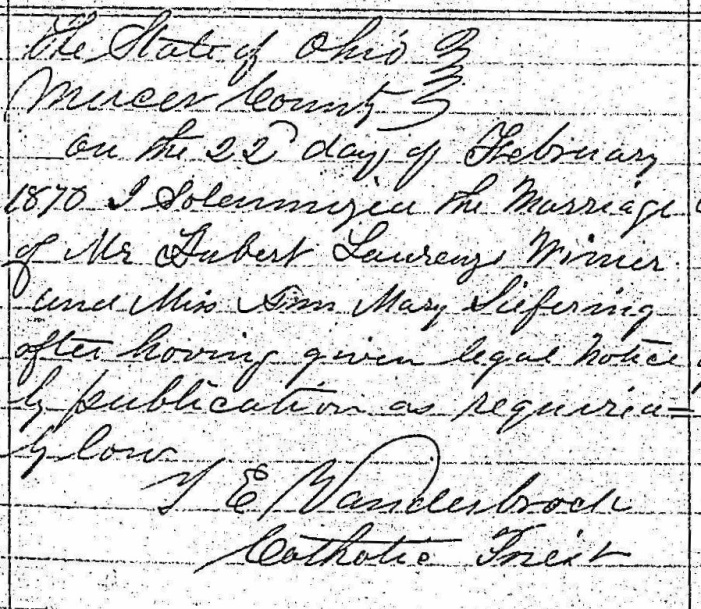 The State of Ohio }
Mercer County }
on the 22 day of February
1870 I Solemnized the Marriage
of Mr Hubert Laurenz Wimer
and Miss Ann Mary Siefering
after having given legal notice
by publication as required
by law
T E Vanderbrock
Catholic Priest